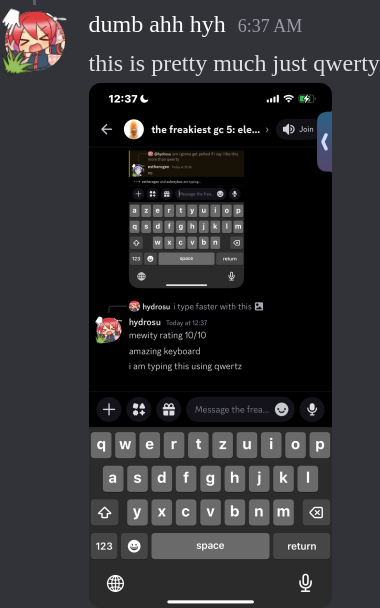 dumb ahh hyh 6:37 AM
this is pretty much just qwerty
12:37
the freakiest gc 5: ele... > Join
a z e r t y u i o p
q s d f g h j k l m
w x c v b n
123 space return
hydrosu i type faster with this
hydrosu Today at 12:37
mewity rating 10/10
amazing keyboard
i am typing this using qwertz
Message the frea...
q w e r t z u i o p
a s d f g h j k l
y x c v b n m
123 space return